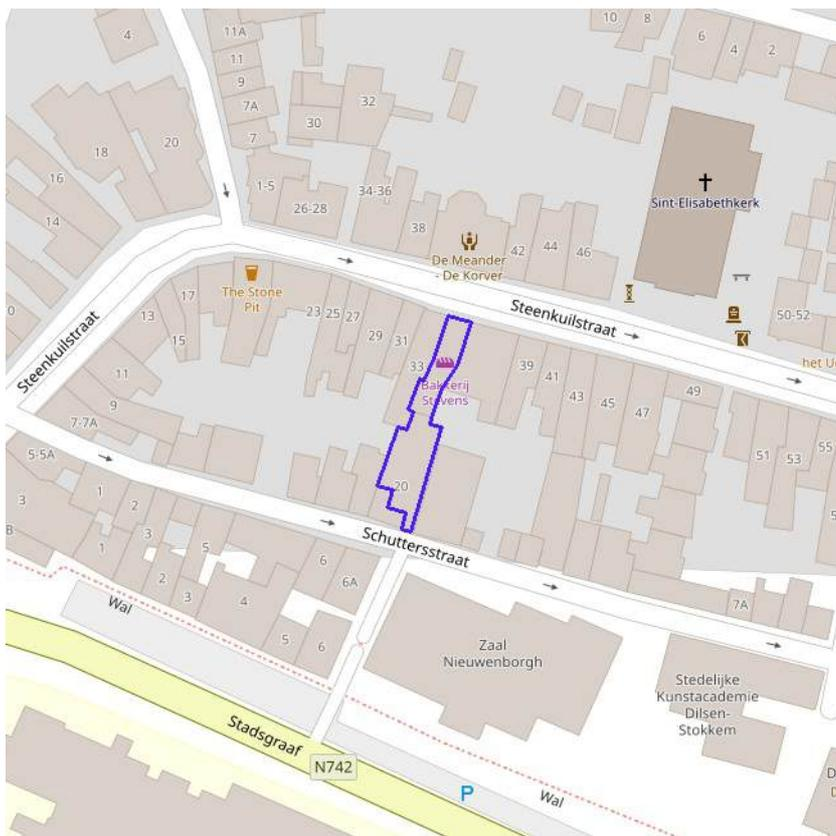 4
11A
11
9
7A
7
10
8
6
4
2
32
30
20
18
16
14
1-5
26-28
34-36
38
De Meander
- De Korver
42
44
46
Sint-Elisabethkerk
50-52
het
Steenkuilstraat
Steenkuilstraat
The Stone
Pit
17
13
15
11
9
7-7A
5-5A
23
25
27
29
31
33
Bakkerij
Stevens
39
41
43
45
47
49
51
53
55
20
3
1
2
3
1
5
2
3
4
5
6
6
6A
Schuttersstraat
7A
Wal
Zaal
Nieuwenborgh
Stedelijke
Kunstacademie
Dilsen-
Stokkem
Stadsgraaf
N742
P
Wal